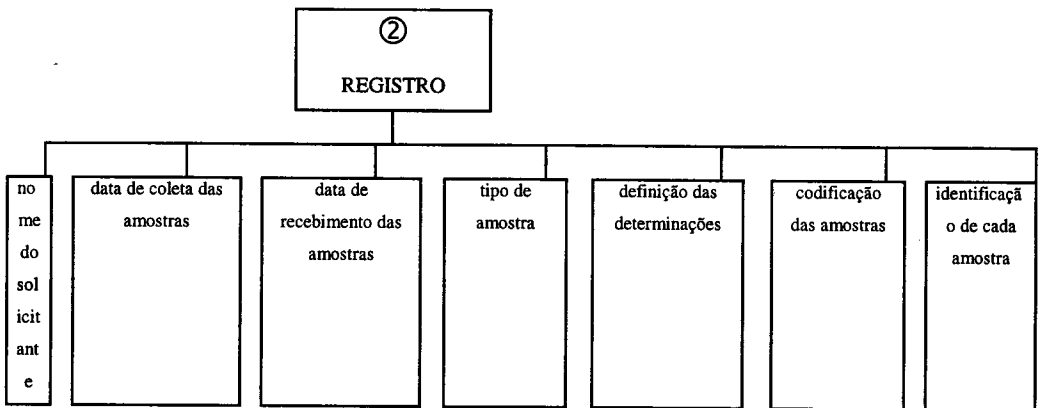 ②
REGISTRO
no
me
do
sol
icit
ant
e
data de coleta das
amostras
data de
recebimento das
amostras
tipo de
amostra
definição das
determinações
codificação
das amostras
identificaçã
o de cada
amostra